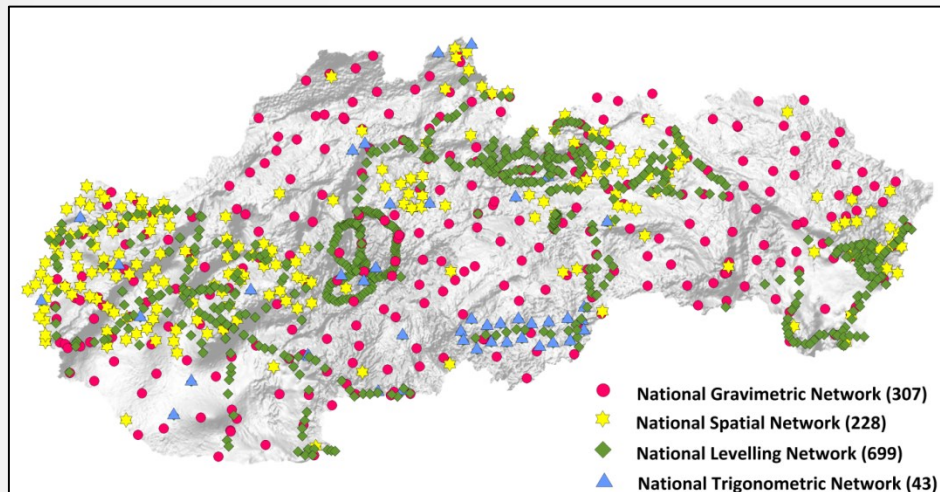 National Gravimetric Network (307)
National Spatial Network (228)
National Levelling Network (699)
National Trigonometric Network (43)